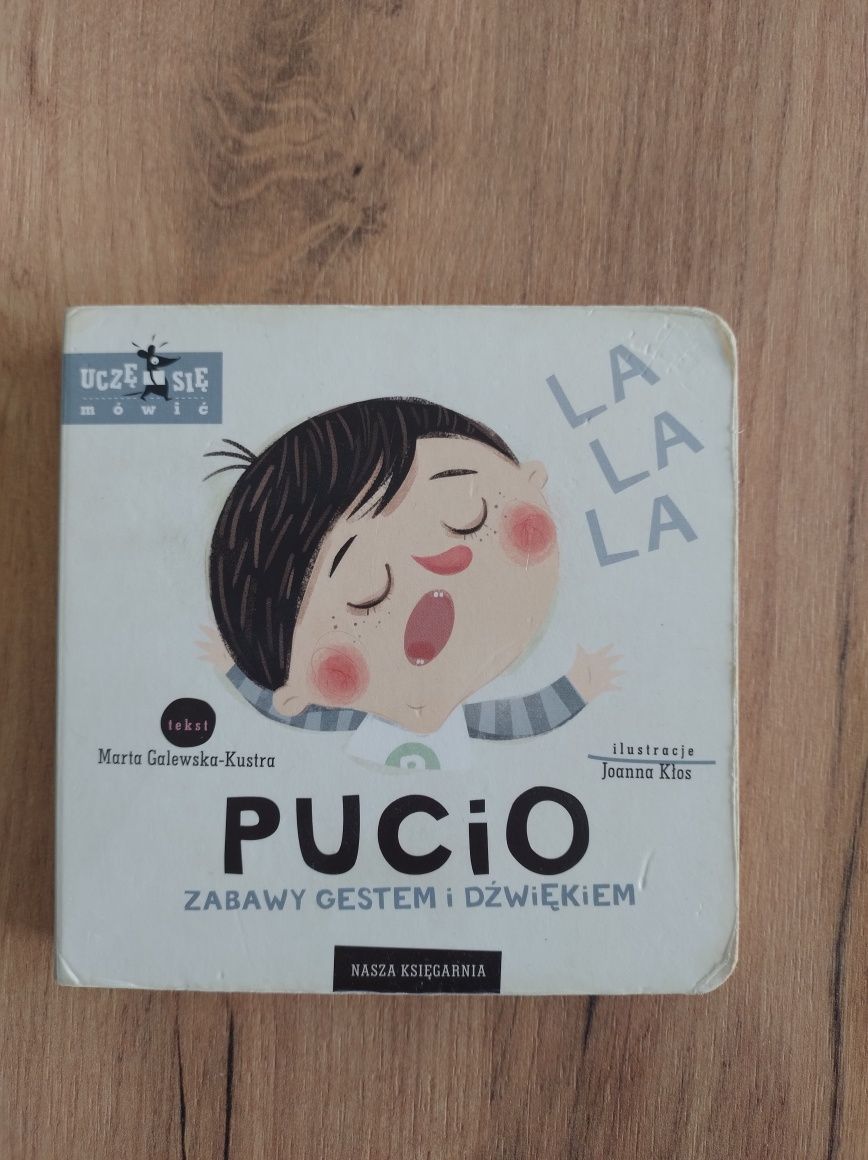 UCZĘ SIĘ
mówić
LA
LA
LA
tekst
Marta Galewska-Kustra
ilustracje
Joanna Kłos
PUCiO
ZABAWY GESTEM i DŹWiĘKiEM
NASZA KSIĘGARNIA